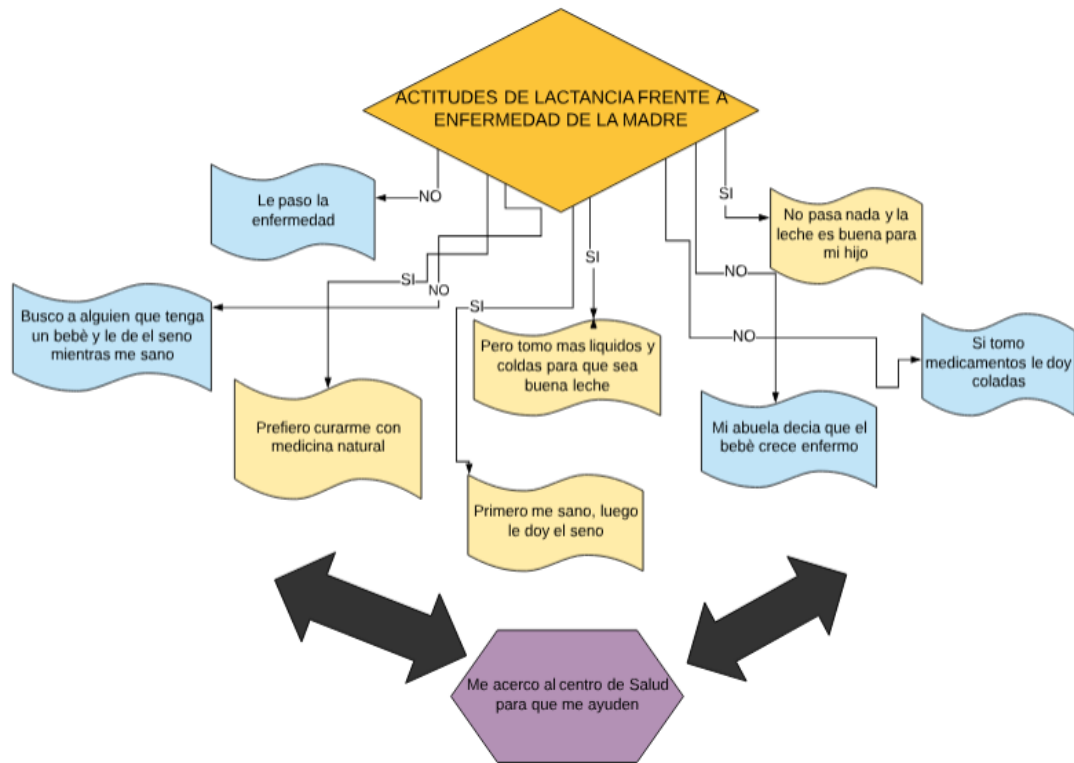 ACTITUDES DE LACTANCIA FRENTE A
ENFERMEDAD DE LA MADRE
NO
Le paso la
enfermedad
SI
No pasa nada y la
leche es buena para
mi hijo
SI
NO
SI
NO
Busco a alguien que tenga
un bebè y le de el seno
mientras me sano
SI
NO
Pero tomo mas liquidos y
coldas para que sea
buena leche
Si tomo
medicamentos le doy
coladas
Prefiero curarme con
medicina natural
Mi abuela decia que el
bebè crece enfermo
Primero me sano, luego
le doy el seno
Me acerco al centro de Salud
para que me ayuden